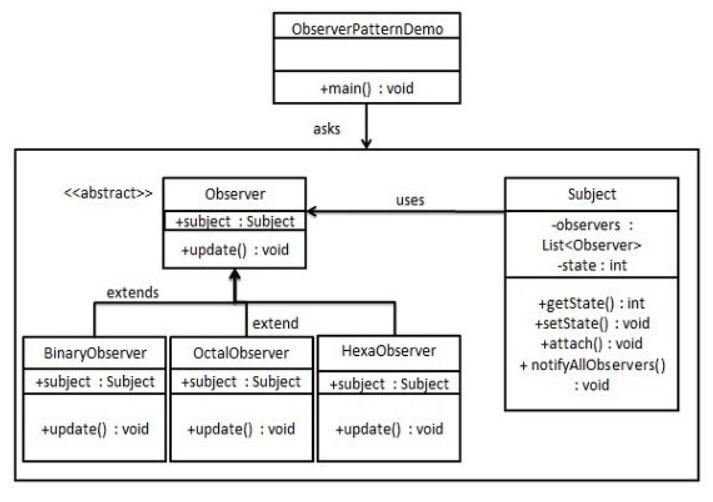 ObserverPatternDemo
+main() : void
asks
<<abstract>>
Observer
+subject : Subject
+update() : void
uses
Subject
-observers :
List<Observer>
-state : int
+getState() : int
+setState() : void
+attach() : void
+ notifyAllObservers()
: void
extends
extend
BinaryObserver
+subject : Subject
+update() : void
OctalObserver
+subject : Subject
+update() : void
HexaObserver
+subject : Subject
+update() : void